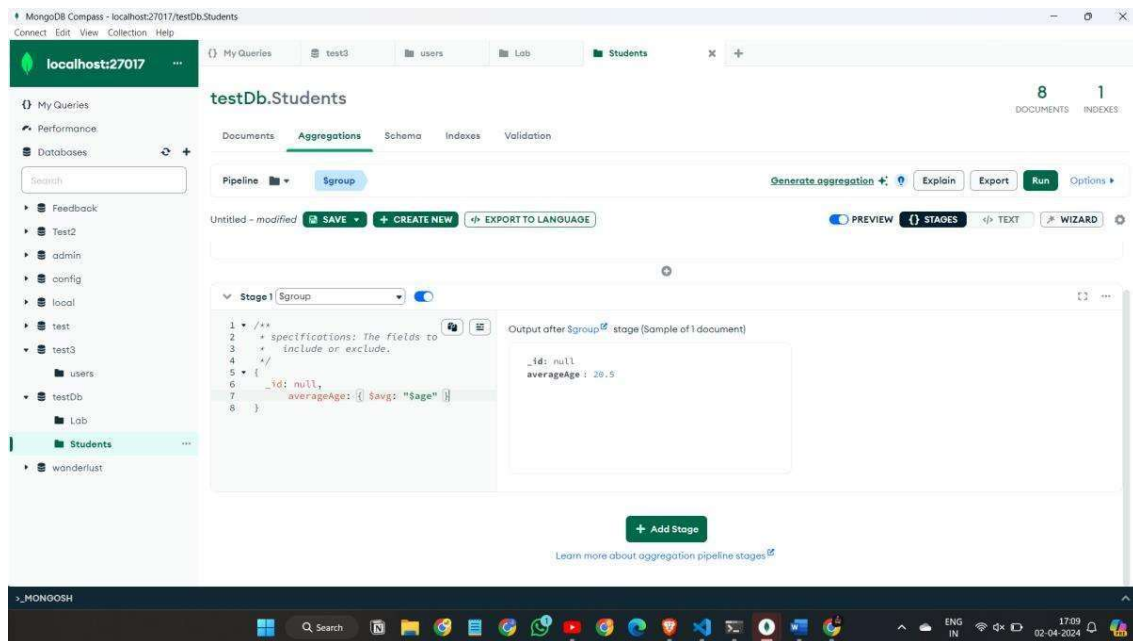 MongoDB Compass - localhost:27017/testDb.Students
Connect Edit View Collection Help
localhost:27017 ...
{} My Queries
Performance
Databases
Search
Feedback
Test2
admin
config
local
test
test3
users
testDb
Lab
Students ...
wanderlust
{} My Queries test3 users Lab Students
testDb.Students
8 1
DOCUMENTS INDEXES
Documents Aggregations Schema Indexes Validation
Pipeline $group Generate aggregation Explain Export Run Options
Untitled - modified SAVE + CREATE NEW EXPORT TO LANGUAGE PREVIEW {} STAGES </> TEXT WIZARD
Stage 1 $group ...
1 /**
2 * specifications: The fields to
3 * include or exclude.
4 */
5 {
6 _id: null,
7 averageAge: { $avg: "$age" }
8 }
Output after $group stage (Sample of 1 document)
_id: null
averageAge : 20.5
+ Add Stage
Learn more about aggregation pipeline stages
>_MONGOSH
Search
ENG
IN
17:09
02-04-2024